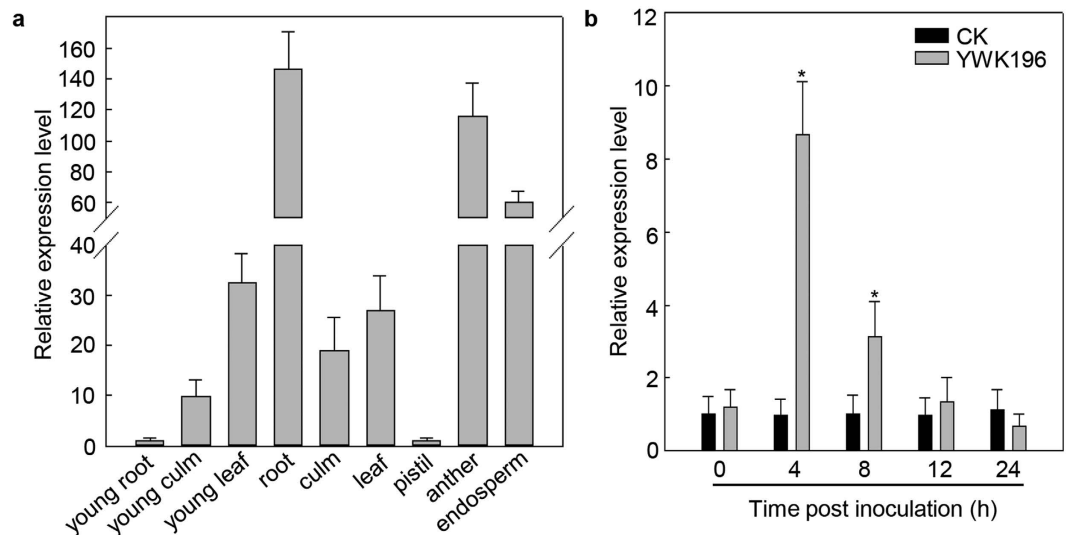 a
Relative expression level
160
140
120
100
80
60
40
30
20
10
0
young root
young culm
young leaf
root
culm
leaf
pistil
anther
endosperm
b
Relative expression level
12
10
8
6
4
2
0
CK
YWK196
*
*
0 4 8 12 24
Time post inoculation (h)